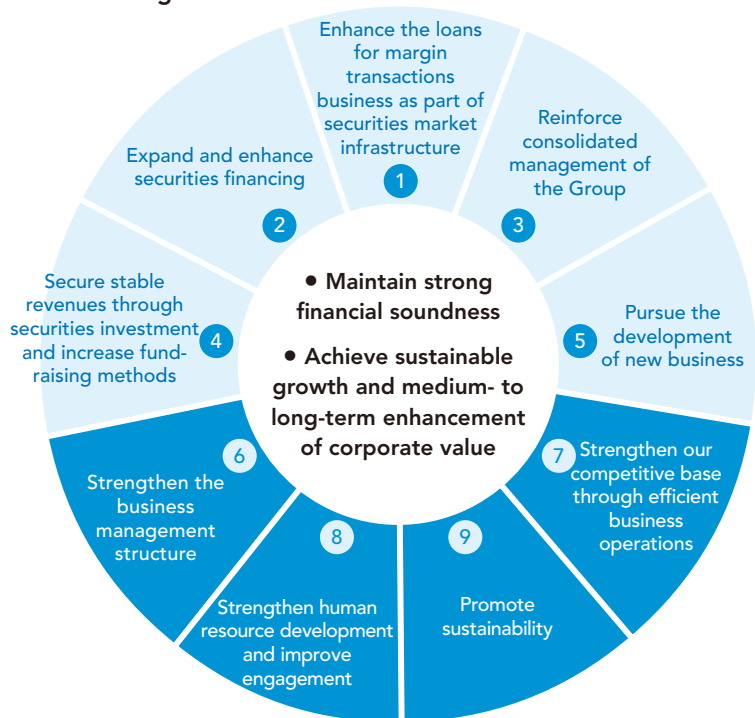 Enhance the loans
for margin
transactions
business as part of
securities market
infrastructure
1
Expand and enhance
securities financing
2
Reinforce
consolidated
management of
the Group
3
Secure stable
revenues through
securities investment
and increase fund-
raising methods
4
Pursue the
development
of new business
5
• Maintain strong
financial soundness
• Achieve sustainable
growth and medium- to
long-term enhancement
of corporate value
6
Strengthen the
business
management
structure
7
Strengthen our
competitive base
through efficient
business
operations
8
Strengthen human
resource development
and improve
engagement
9
Promote
sustainability